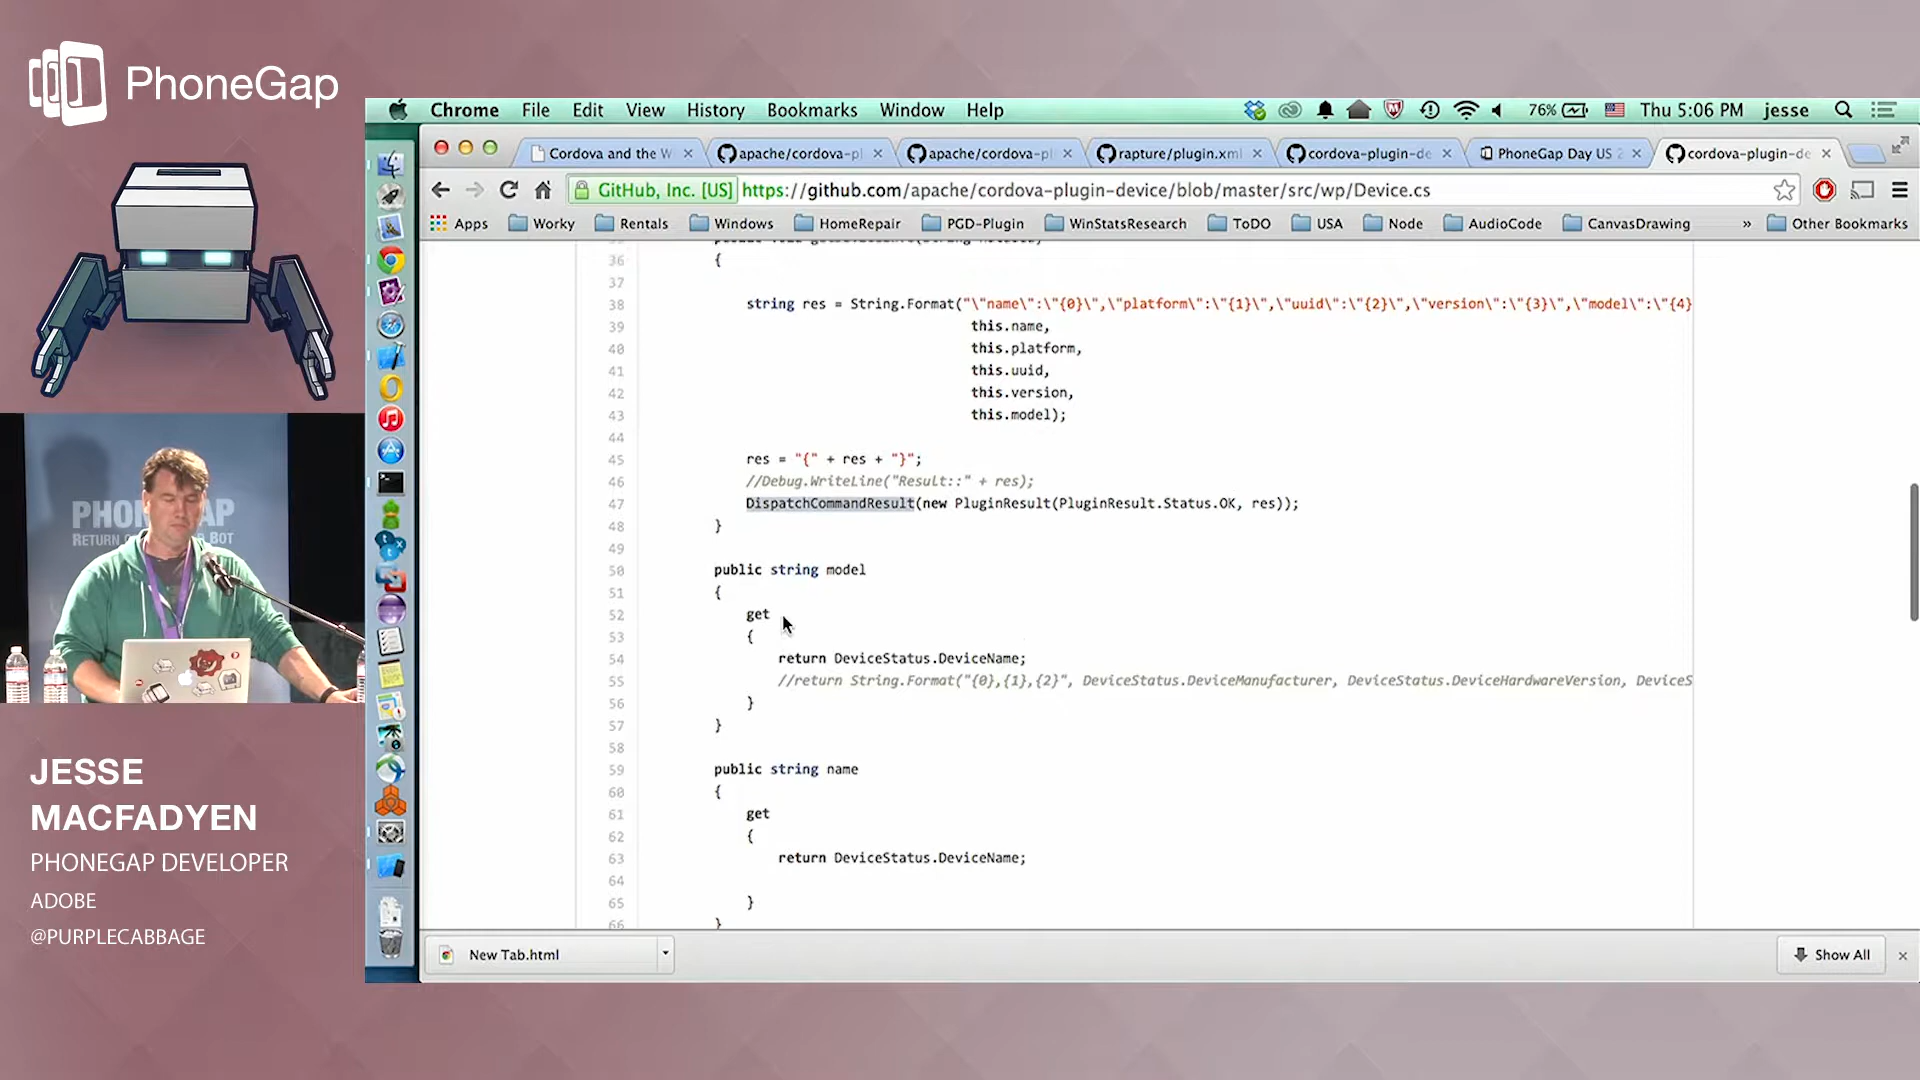 PhoneGap
Chrome File Edit View History Bookmarks Window Help 76% Thu 5:06 PM jesse
Cordova and the W
apache/cordova-pl
apache/cordova-pl
rapture/plugin.xml
cordova-plugin-de
PhoneGap Day US 2
cordova-plugin-de
GitHub, Inc. [US] https://github.com/apache/cordova-plugin-device/blob/master/src/wp/Device.cs
Apps Worky Rentals Windows HomeRepair PGD-Plugin WinStatsResearch ToDO USA Node AudioCode CanvasDrawing » Other Bookmarks
36 {
37
38 string res = String.Format("\"name\":\"{0}\",\"platform\":\"{1}\",\"uuid\":\"{2}\",\"version\":\"{3}\",\"model\":\"{4}
39 this.name,
40 this.platform,
41 this.uuid,
42 this.version,
43 this.model);
44
45 res = "{" + res + "}";
46 //Debug.WriteLine("Result::" + res);
47 DispatchCommandResult(new PluginResult(PluginResult.Status.OK, res));
48 }
49
50 public string model
51 {
52 get
53 {
54 return DeviceStatus.DeviceName;
55 //return String.Format("{0},{1},{2}", DeviceStatus.DeviceManufacturer, DeviceStatus.DeviceHardwareVersion, DeviceS
56 }
57 }
58
59 public string name
60 {
61 get
62 {
63 return DeviceStatus.DeviceName;
64
65 }
66 }
New Tab.html
Show All
JESSE
MACFADYEN
PHONEGAP DEVELOPER
ADOBE
@PURPLECABBAGE